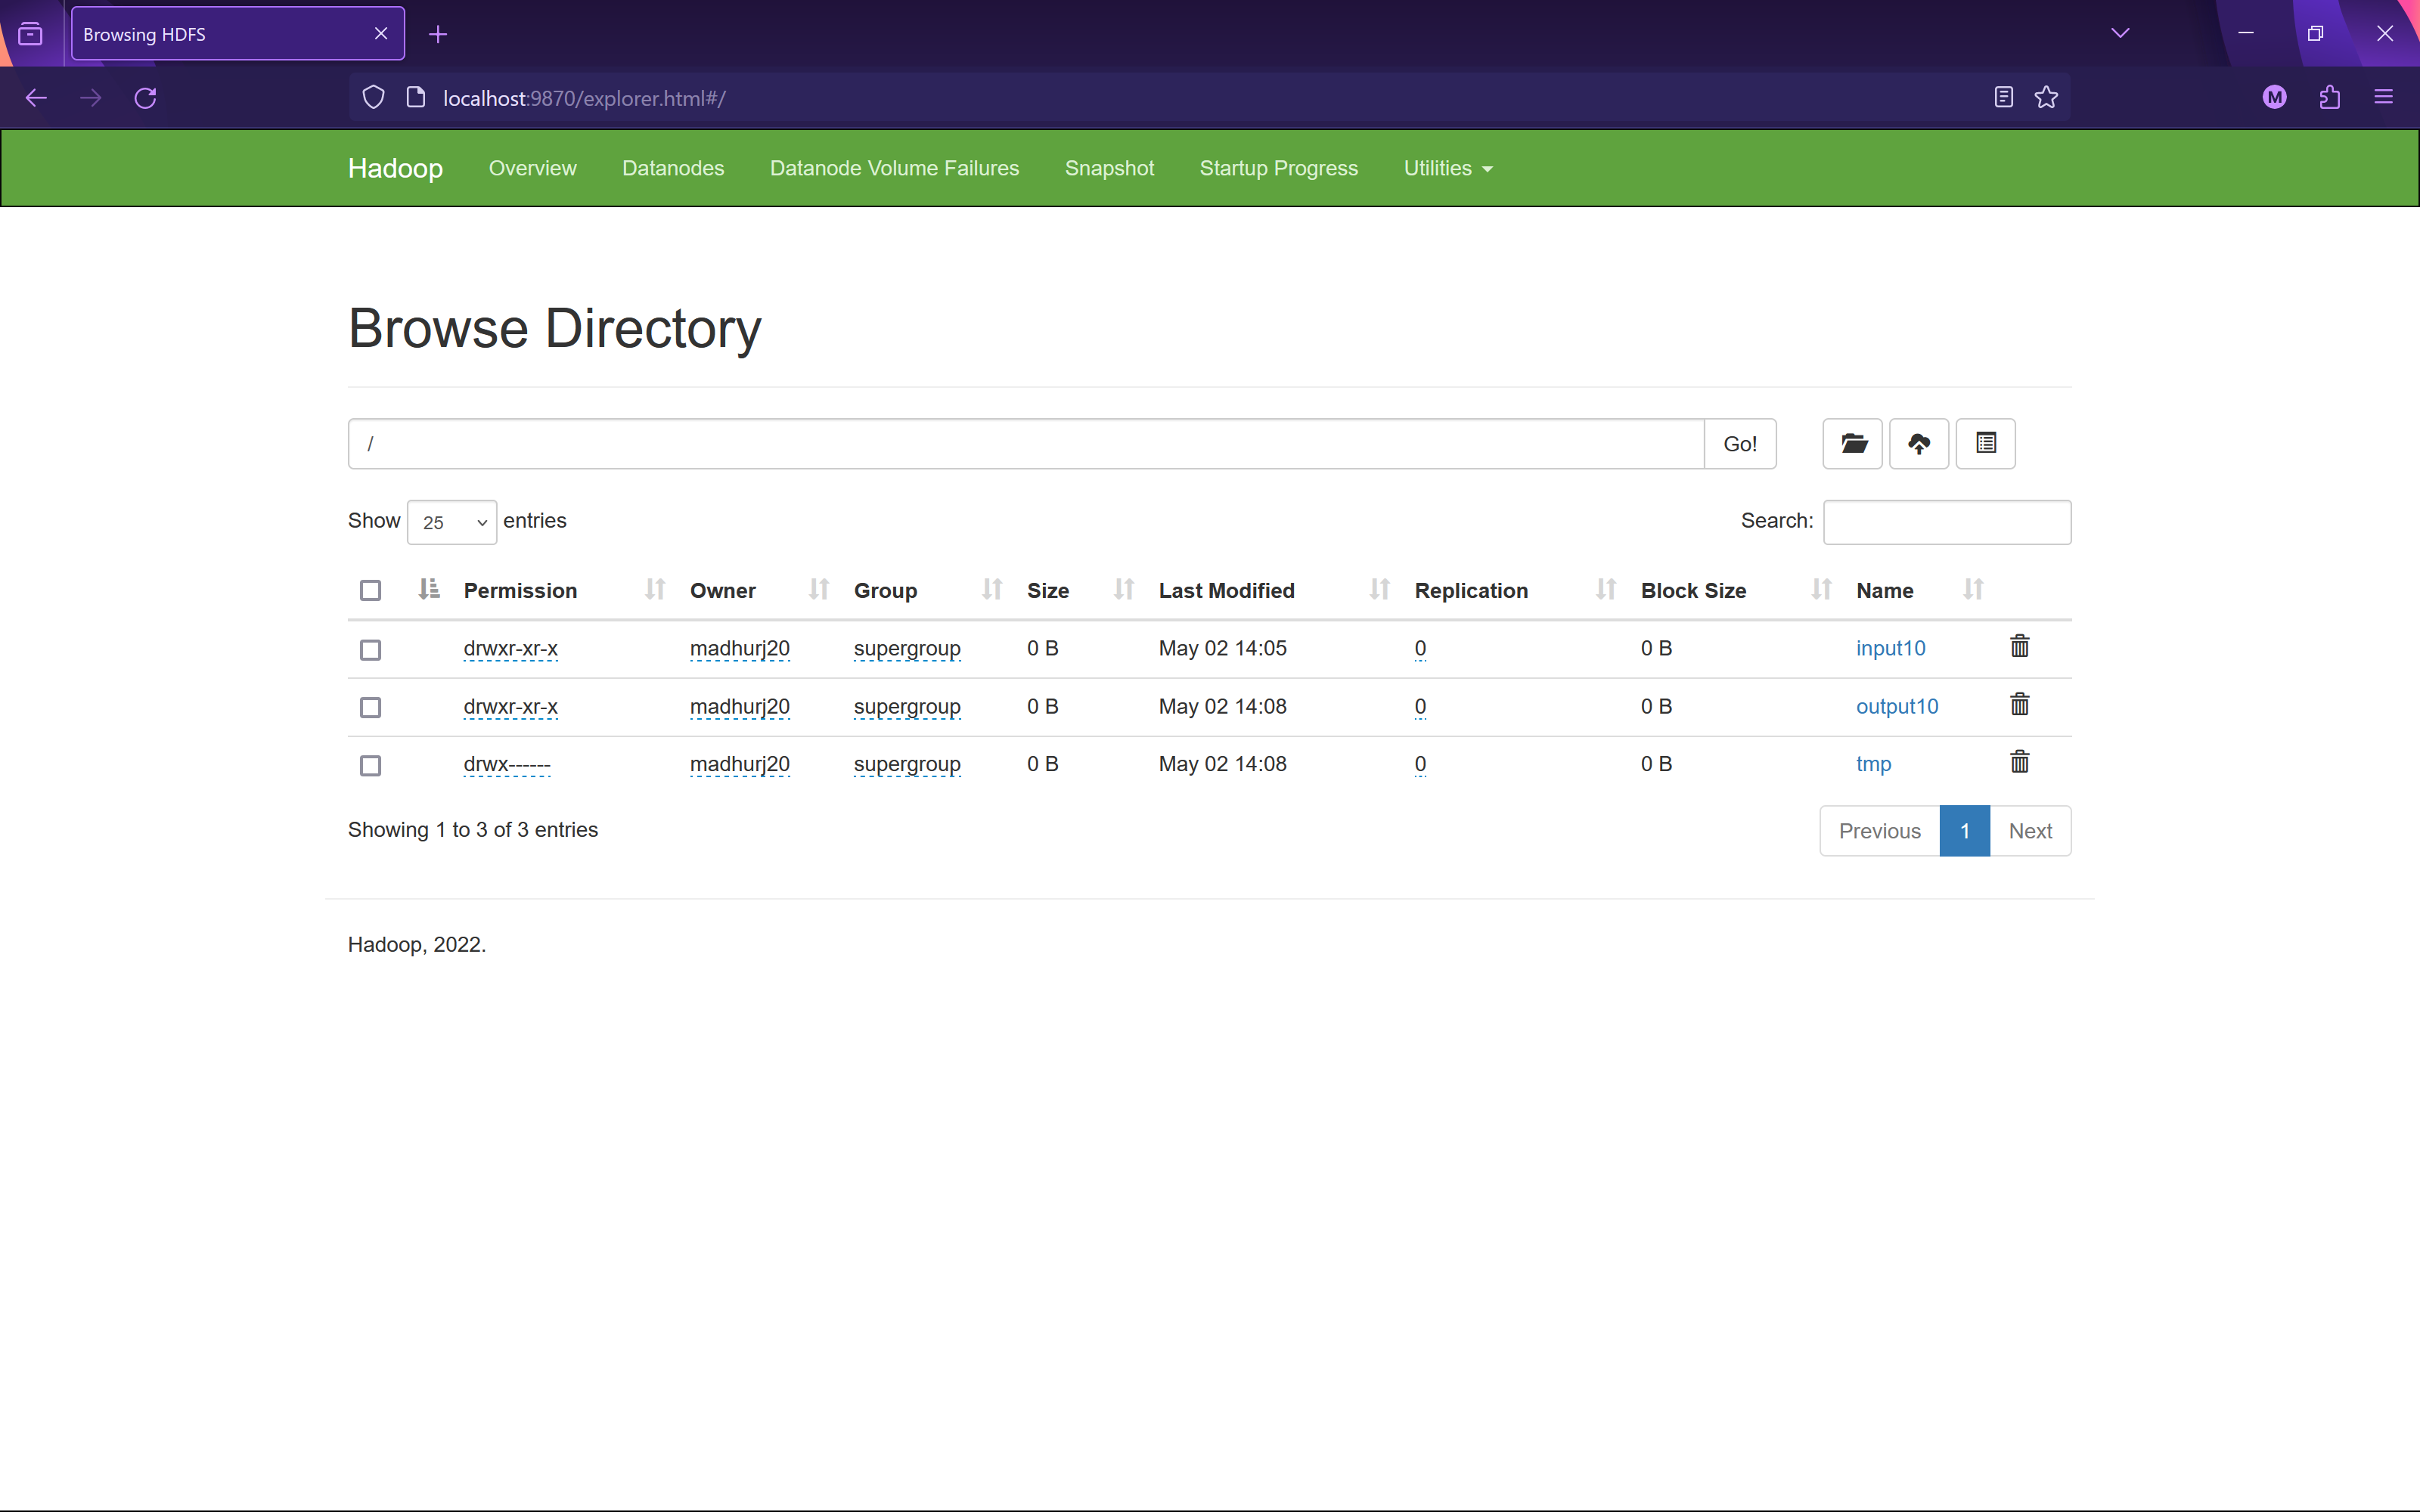 Browsing HDFS
localhost:9870/explorer.html#/
M
Hadoop Overview Datanodes Datanode Volume Failures Snapshot Startup Progress Utilities
Browse Directory
/ Go!
Show 25 entries Search:
Permission Owner Group Size Last Modified Replication Block Size Name
drwxr-xr-x madhurj20 supergroup 0 B May 02 14:05 0 0 B input10
drwxr-xr-x madhurj20 supergroup 0 B May 02 14:08 0 0 B output10
drwx------ madhurj20 supergroup 0 B May 02 14:08 0 0 B tmp
Showing 1 to 3 of 3 entries Previous 1 Next
Hadoop, 2022.